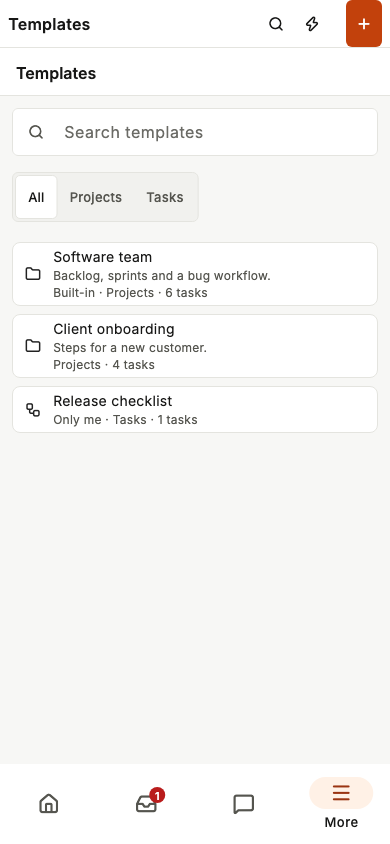 Templates
Templates
Search templates
All Projects Tasks
Software team
Backlog, sprints and a bug workflow.
Built-in · Projects · 6 tasks
Client onboarding
Steps for a new customer.
Projects · 4 tasks
Release checklist
Only me · Tasks · 1 tasks
1
More